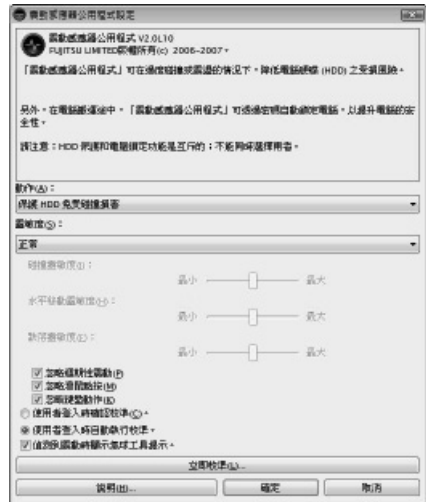 震動感應器公用程式設定
震動感應器公用程式 V2.0L10
FUJITSU LIMITED版權所有(c) 2006-2007。
「震動感應器公用程式」可在過度碰撞或震盪的情況下，降低電腦硬碟 (HDD) 之受損風險。
另外，在電腦搬運途中，「震動感應器公用程式」可透過密碼自動鎖定電腦，以提升電腦的安
全性。
請注意：HDD 保護和電腦鎖定功能是互斥的；不能同時選擇兩者。
動作(A)：
保護 HDD 免受碰撞損害
靈敏度(S)：
正常
碰撞靈敏度(I)：
最小 最大
水平移動靈敏度(H)：
最小 最大
跌落靈敏度(E)：
最小 最大
忽略週期性震動(P)
忽略滑鼠點按(M)
忽略鍵盤動作(K)
使用者登入時確認校準(C)。
使用者登入時自動執行校準。
偵測到震動時顯示氣球工具提示。
立即校準(L)...
說明(H)... 確定 取消